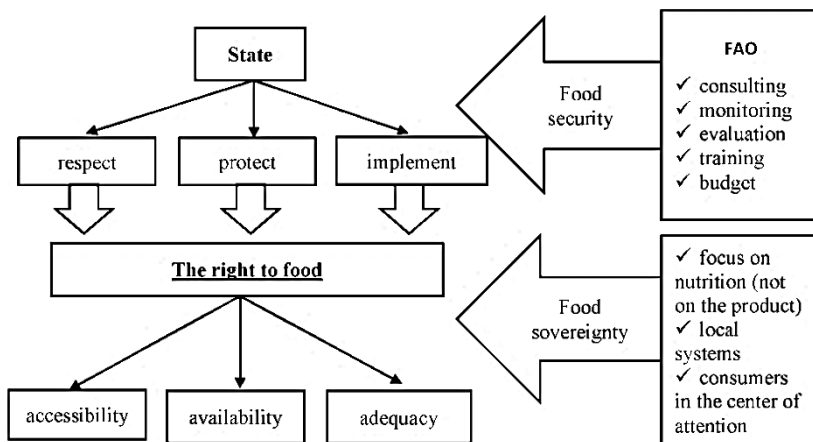 State
respect
protect
implement
The right to food
accessibility
availability
adequacy
Food
security
FAO
✓ consulting
✓ monitoring
✓ evaluation
✓ training
✓ budget
Food
sovereignty
✓ focus on
nutrition (not
on the product)
✓ local
systems
✓ consumers
in the center of
attention